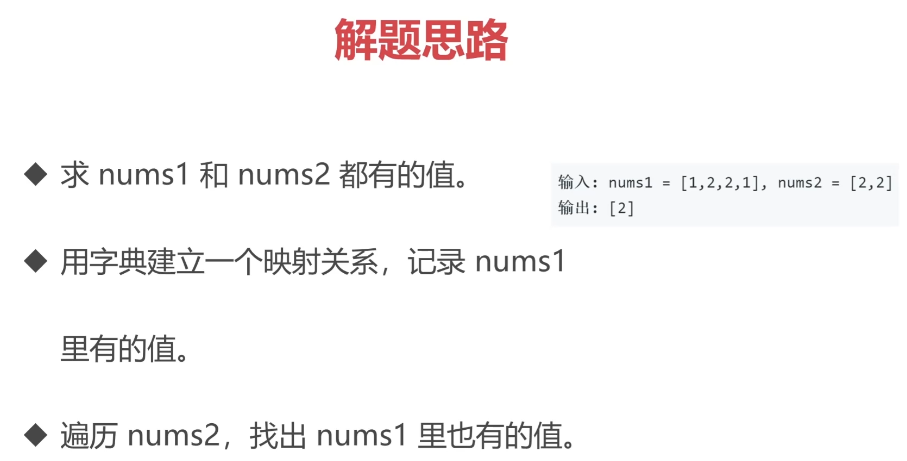 解题思路
◆ 求 nums1 和 nums2 都有的值。
输入: nums1 = [1,2,2,1], nums2 = [2,2]
输出: [2]
◆ 用字典建立一个映射关系，记录 nums1
里有的值。
◆ 遍历 nums2，找出 nums1 里也有的值。